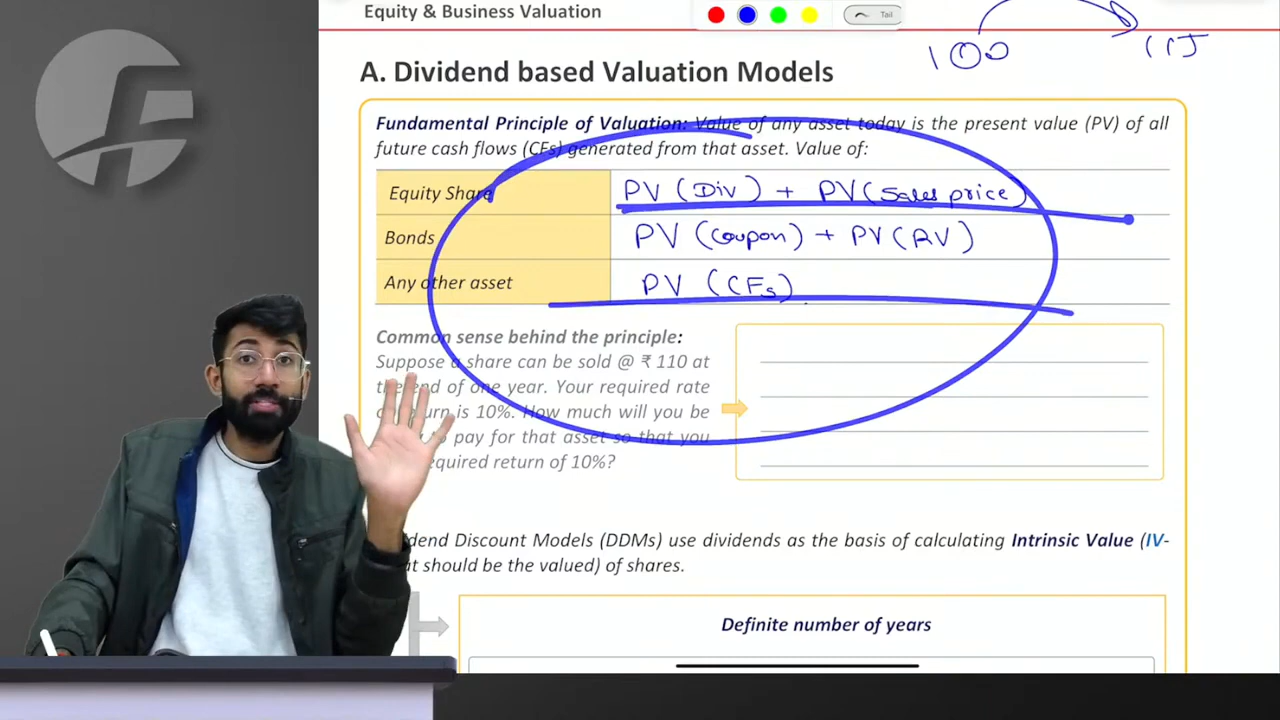 Equity & Business Valuation
Tail
100
115
A. Dividend based Valuation Models
Fundamental Principle of Valuation: Value of any asset today is the present value (PV) of all
future cash flows (CFs) generated from that asset. Value of:
Equity Share PV (Div) + PV (Sales price)
Bonds PV (Coupon) + PV (RV)
Any other asset PV (CFs)
Common sense behind the principle:
Suppose a share can be sold @ ₹ 110 at
the end of one year. Your required rate
is 10%. How much will you be
to pay for that asset so that you
required return of 10%?
Dividend Discount Models (DDMs) use dividends as the basis of calculating Intrinsic Value (IV-
should be the valued) of shares.
Definite number of years